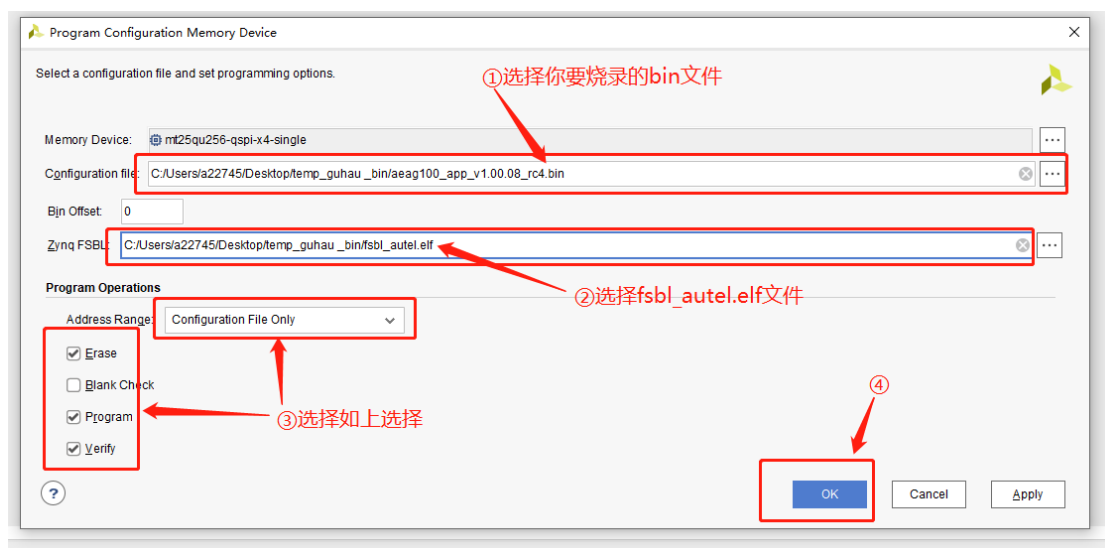 Program Configuration Memory Device
Select a configuration file and set programming options.
①选择你要烧录的bin文件
Memory Device: mt25qu256-qspi-x4-single ...
Configuration file: C:/Users/a22745/Desktop/temp_guhau _bin/aeag100_app_v1.00.08_rc4.bin ...
Bin Offset: 0
Zynq FSBL: C:/Users/a22745/Desktop/temp_guhau _bin/fsbl_autel.elf ...
②选择fsbl_autel.elf文件
Program Operations
Address Range: Configuration File Only
Erase
Blank Check
Program
Verify
③选择如上选择
④
? OK Cancel Apply